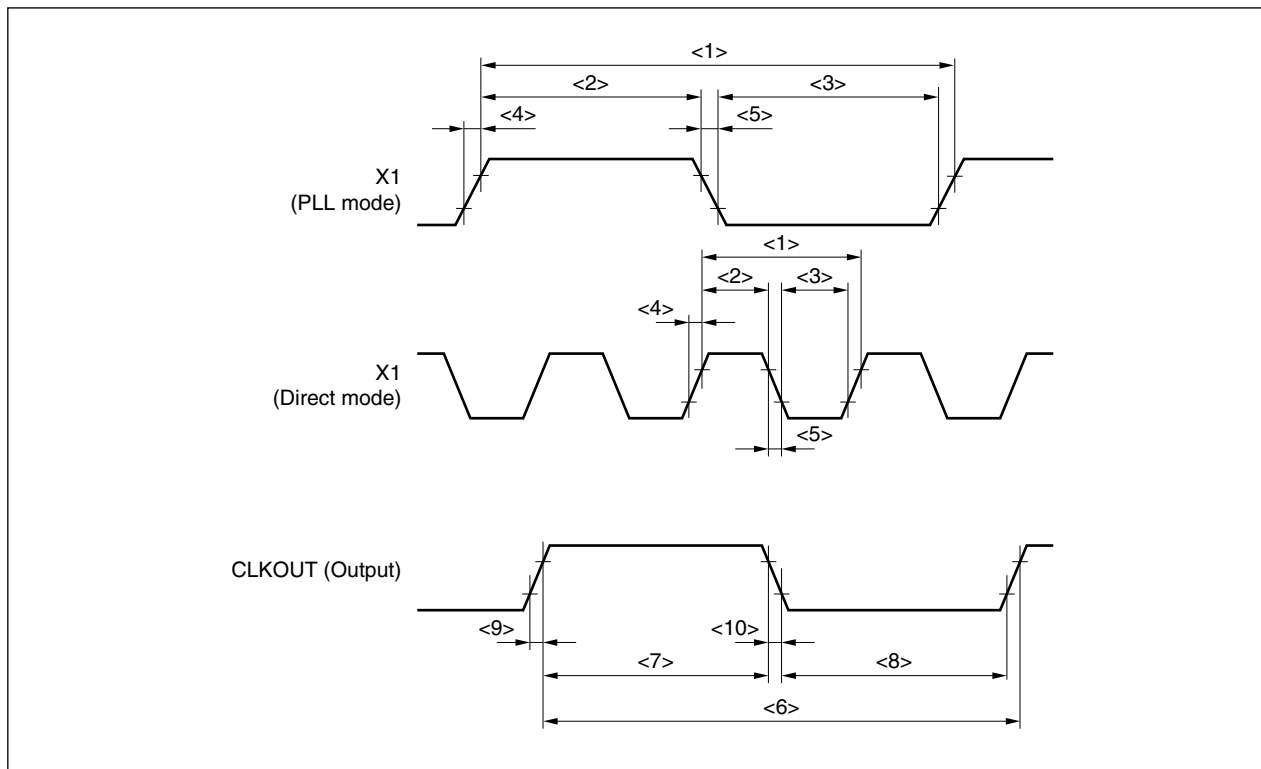 <1>
<2> <3>
<4> <5>
X1
(PLL mode)
<1>
<2> <3>
<4>
X1
(Direct mode)
<5>
CLKOUT (Output)
<9> <10>
<7> <8>
<6>